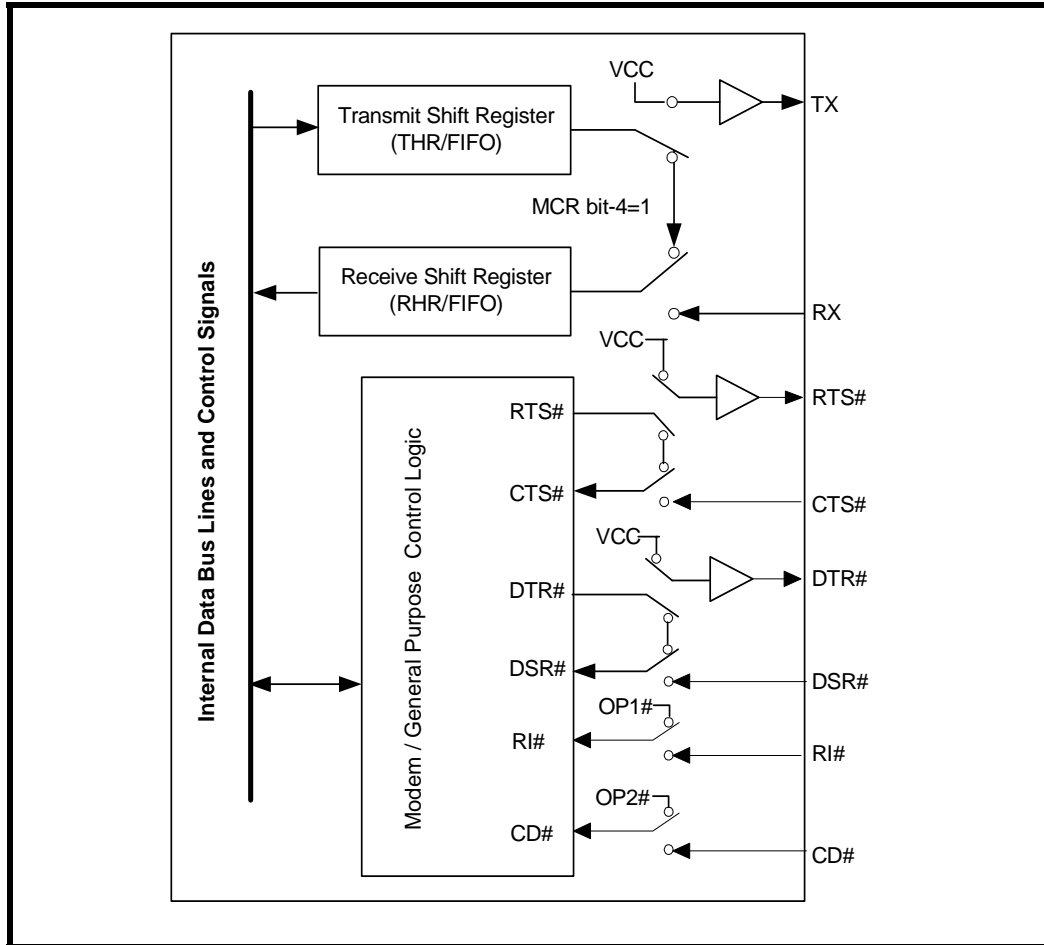 VCC
TX
Transmit Shift Register
(THR/FIFO)
MCR bit-4=1
Receive Shift Register
(RHR/FIFO)
RX
VCC
RTS#
Internal Data Bus Lines and Control Signals
Modem / General Purpose Control Logic
RTS#
CTS#
CTS#
VCC
DTR#
DTR#
DSR#
DSR#
OP1#
RI#
RI#
OP2#
CD#
CD#